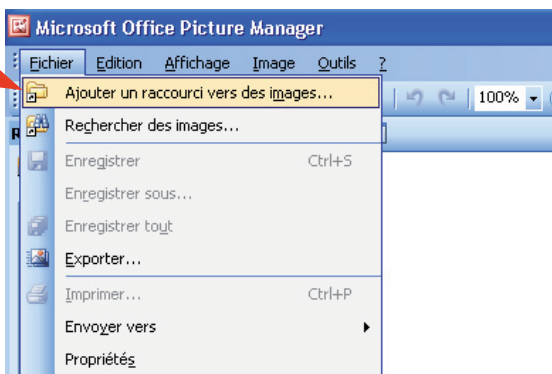 Microsoft Office Picture Manager
Fichier Edition Affichage Image Outils ?
Ajouter un raccourci vers des images... 100%
Rechercher des images...
Enregistrer Ctrl+S
Enregistrer sous...
Enregistrer tout
Exporter...
Imprimer... Ctrl+P
Envoyer vers
Propriétés